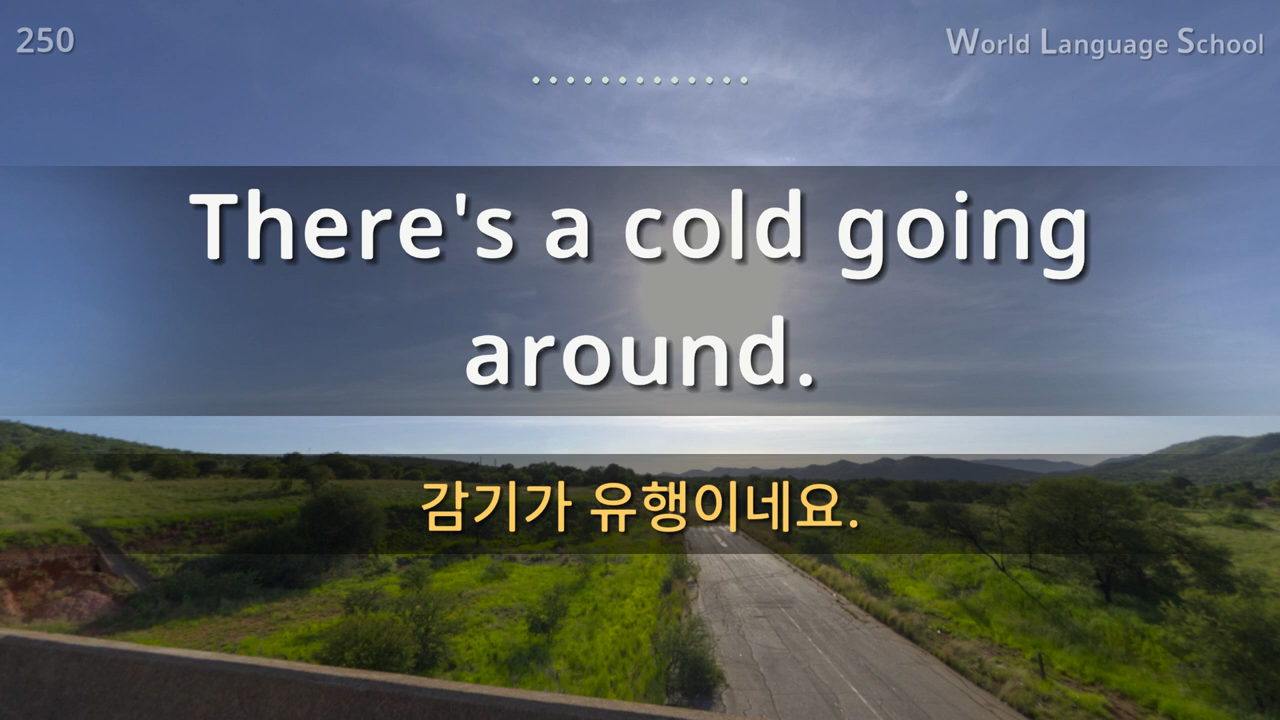 250
World Language School
There's a cold going
around.
감기가 유행이네요.